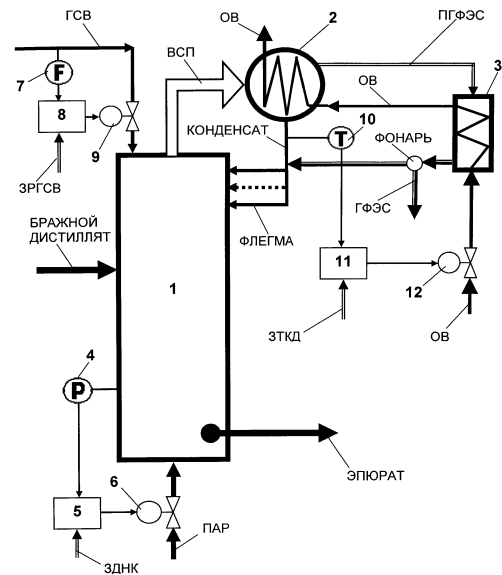 ГСВ
ОВ
2
ПГФЭС
ВСП
ОВ
3
F
7
8
9
10
КОНДЕНСАТ
T
ФОНАРЬ
ЗРГСВ
ГФЭС
ФЛЕГМА
БРАЖНОЙ
ДИСТИЛЛЯТ
1
11
12
ЗТКД
ОВ
4
P
ЭПЮРАТ
6
5
ПАР
ЗДНК